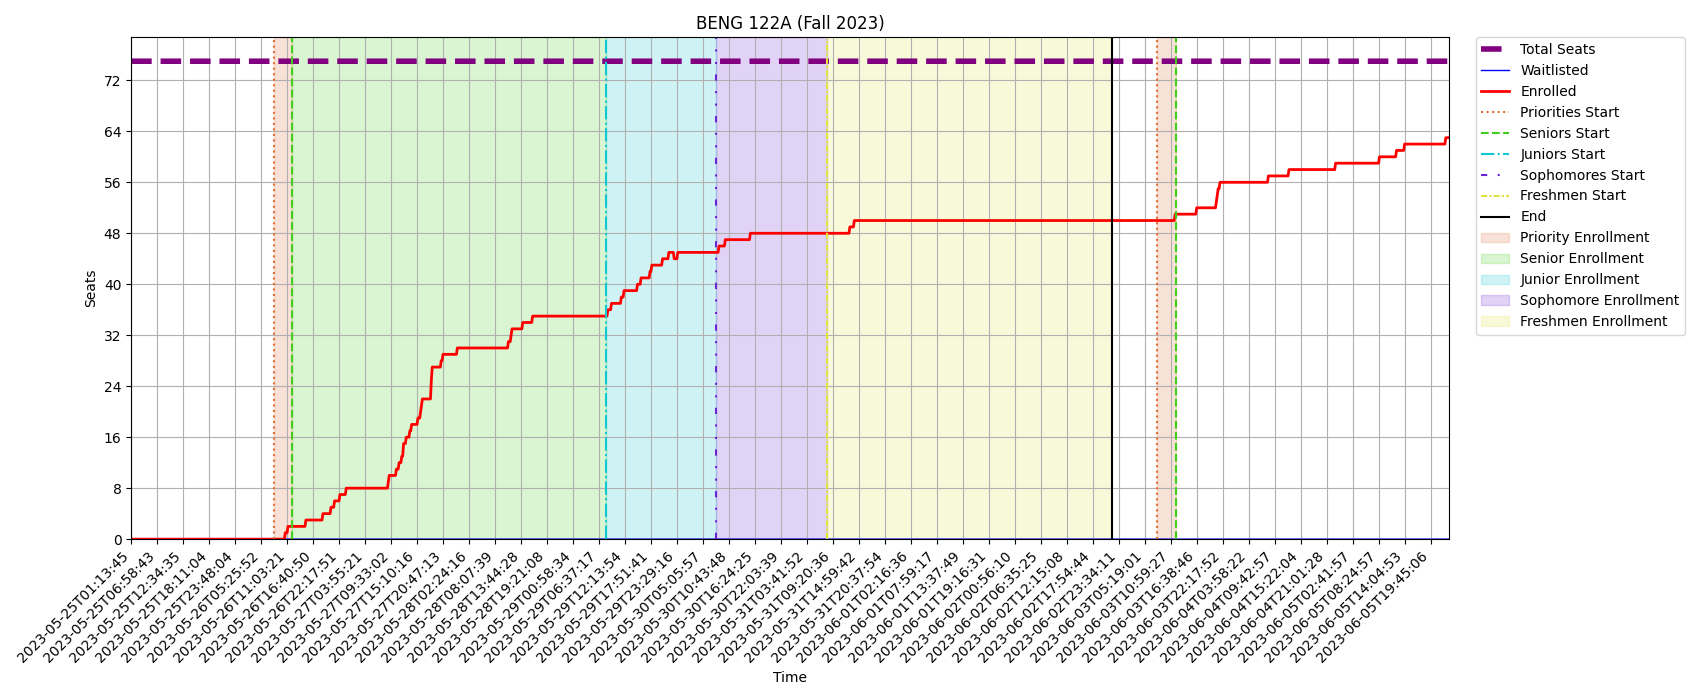 BENG 122A (Fall 2023)
Seats
72
64
56
48
40
32
24
16
8
0
2023-05-25T01:13:45
2023-05-25T06:58:43
2023-05-25T12:34:35
2023-05-25T18:11:04
2023-05-25T23:48:04
2023-05-26T05:25:52
2023-05-26T11:03:21
2023-05-26T16:40:50
2023-05-26T22:17:51
2023-05-27T03:55:21
2023-05-27T09:33:02
2023-05-27T15:10:16
2023-05-27T20:47:13
2023-05-28T02:24:16
2023-05-28T08:07:39
2023-05-28T13:44:28
2023-05-28T19:21:08
2023-05-29T00:58:34
2023-05-29T06:37:17
2023-05-29T12:13:54
2023-05-29T17:51:41
2023-05-29T23:29:16
2023-05-30T05:05:57
2023-05-30T10:43:48
2023-05-30T16:24:25
2023-05-30T22:03:39
2023-05-31T03:41:52
2023-05-31T09:20:36
2023-05-31T14:59:42
2023-05-31T20:37:54
2023-06-01T02:16:36
2023-06-01T07:59:17
2023-06-01T13:37:49
2023-06-01T19:16:31
2023-06-02T00:56:10
2023-06-02T06:35:25
2023-06-02T12:15:08
2023-06-02T17:54:44
2023-06-02T23:34:11
2023-06-03T05:19:01
2023-06-03T10:59:27
2023-06-03T16:38:46
2023-06-03T22:17:52
2023-06-04T03:58:22
2023-06-04T09:42:57
2023-06-04T15:22:04
2023-06-04T21:01:28
2023-06-05T02:41:57
2023-06-05T08:24:57
2023-06-05T14:04:53
2023-06-05T19:45:06
Time
Total Seats
Waitlisted
Enrolled
Priorities Start
Seniors Start
Juniors Start
Sophomores Start
Freshmen Start
End
Priority Enrollment
Senior Enrollment
Junior Enrollment
Sophomore Enrollment
Freshmen Enrollment